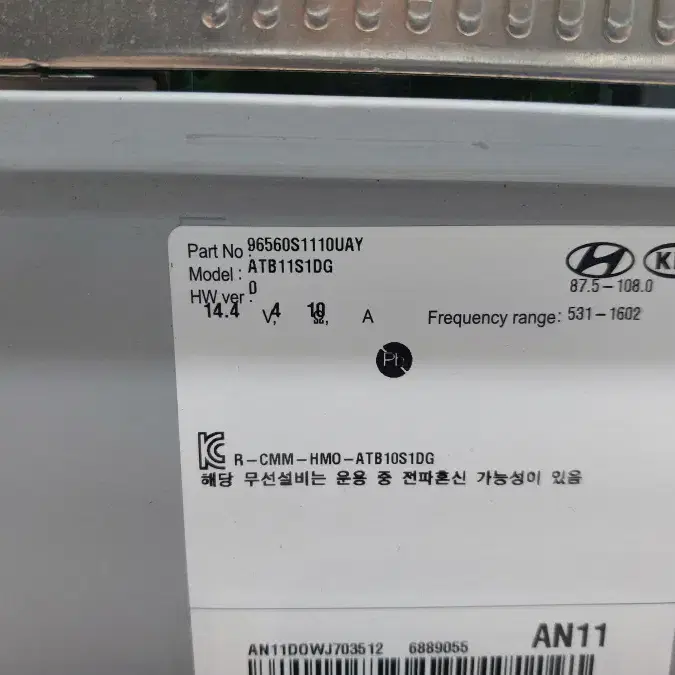 Part No : 96560S1110UAY
Model : ATB11S1DG
HW ver : 0
14.4 V, 4 Ω, 10 A
87.5-108.0
Frequency range: 531-1602
Pb
R-CMM-HMO-ATB10S1DG
해당 무선설비는 운용 중 전파혼신 가능성이 있음
AN11
AN11DOWJ703512 6889055